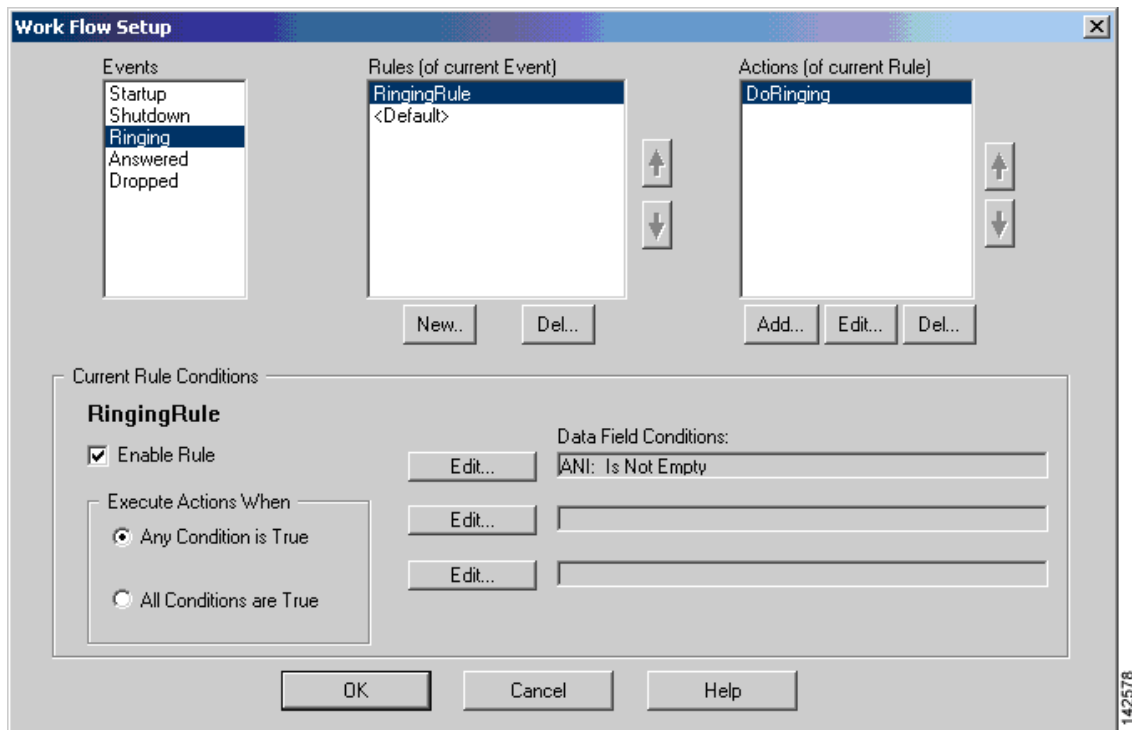 Work Flow Setup
Events
Startup
Shutdown
Ringing
Answered
Dropped
Rules (of current Event)
RingingRule
<Default>
New..
Del...
Actions (of current Rule)
DoRinging
Add...
Edit...
Del...
Current Rule Conditions
RingingRule
Enable Rule
Execute Actions When
Any Condition is True
All Conditions are True
Data Field Conditions:
Edit...
ANI: Is Not Empty
Edit...
Edit...
OK
Cancel
Help
142578